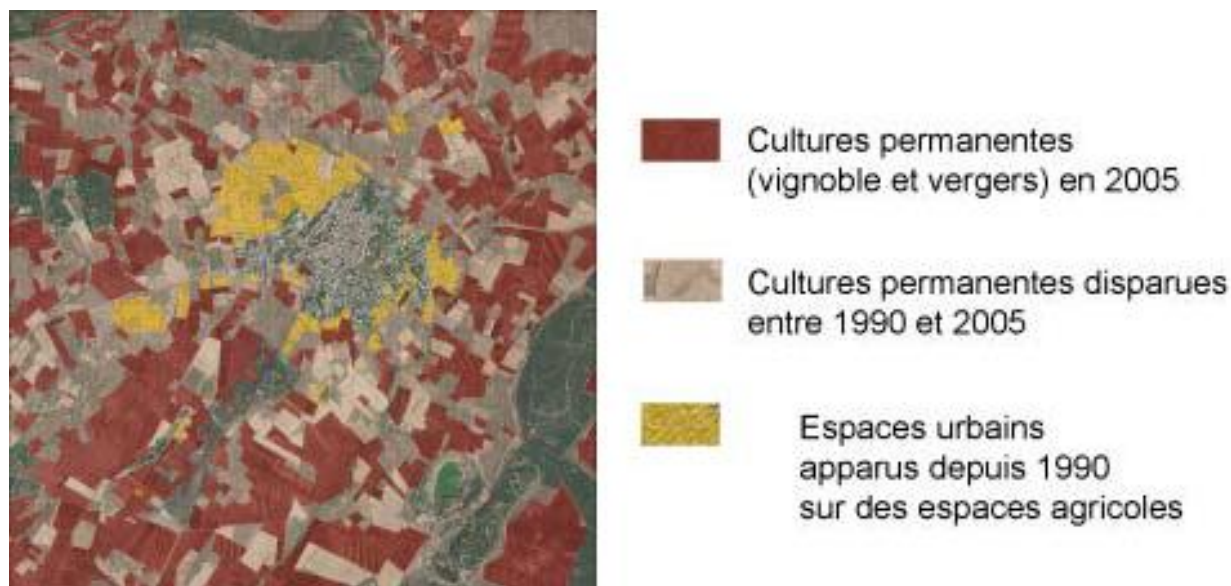 Cultures permanentes
(vignoble et vergers) en 2005
Cultures permanentes disparues
entre 1990 et 2005
Espaces urbains
apparus depuis 1990
sur des espaces agricoles